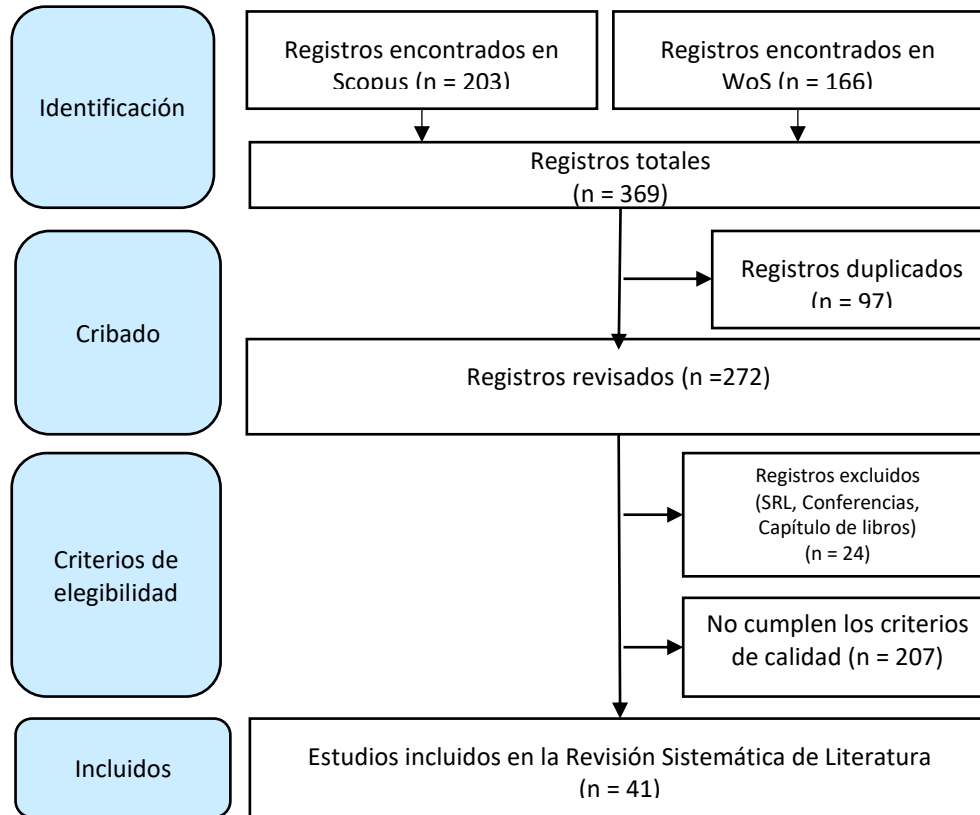 Identificación
Registros encontrados en
Scopus (n = 203)
Registros encontrados en
WoS (n = 166)
Registros totales
(n = 369)
Registros duplicados
(n = 97)
Cribado
Registros revisados (n =272)
Criterios de
elegibilidad
Registros excluidos
(SRL, Conferencias,
Capítulo de libros)
(n = 24)
No cumplen los criterios
de calidad (n = 207)
Incluidos
Estudios incluidos en la Revisión Sistemática de Literatura
(n = 41)